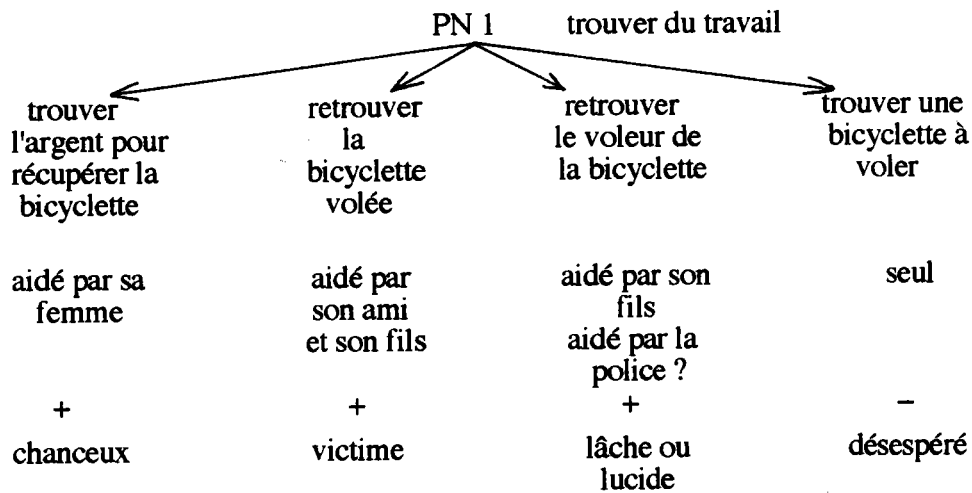 PN 1 trouver du travail
trouver
l'argent pour
récupérer la
bicyclette
retrouver
la
bicyclette
volée
retrouver
le voleur de
la bicyclette
trouver une
bicyclette à
voler
aidé par sa
femme
aidé par
son ami
et son fils
aidé par son
fils
aidé par la
police ?
seul
+
+
+
–
chanceux
victime
lâche ou
lucide
désespéré